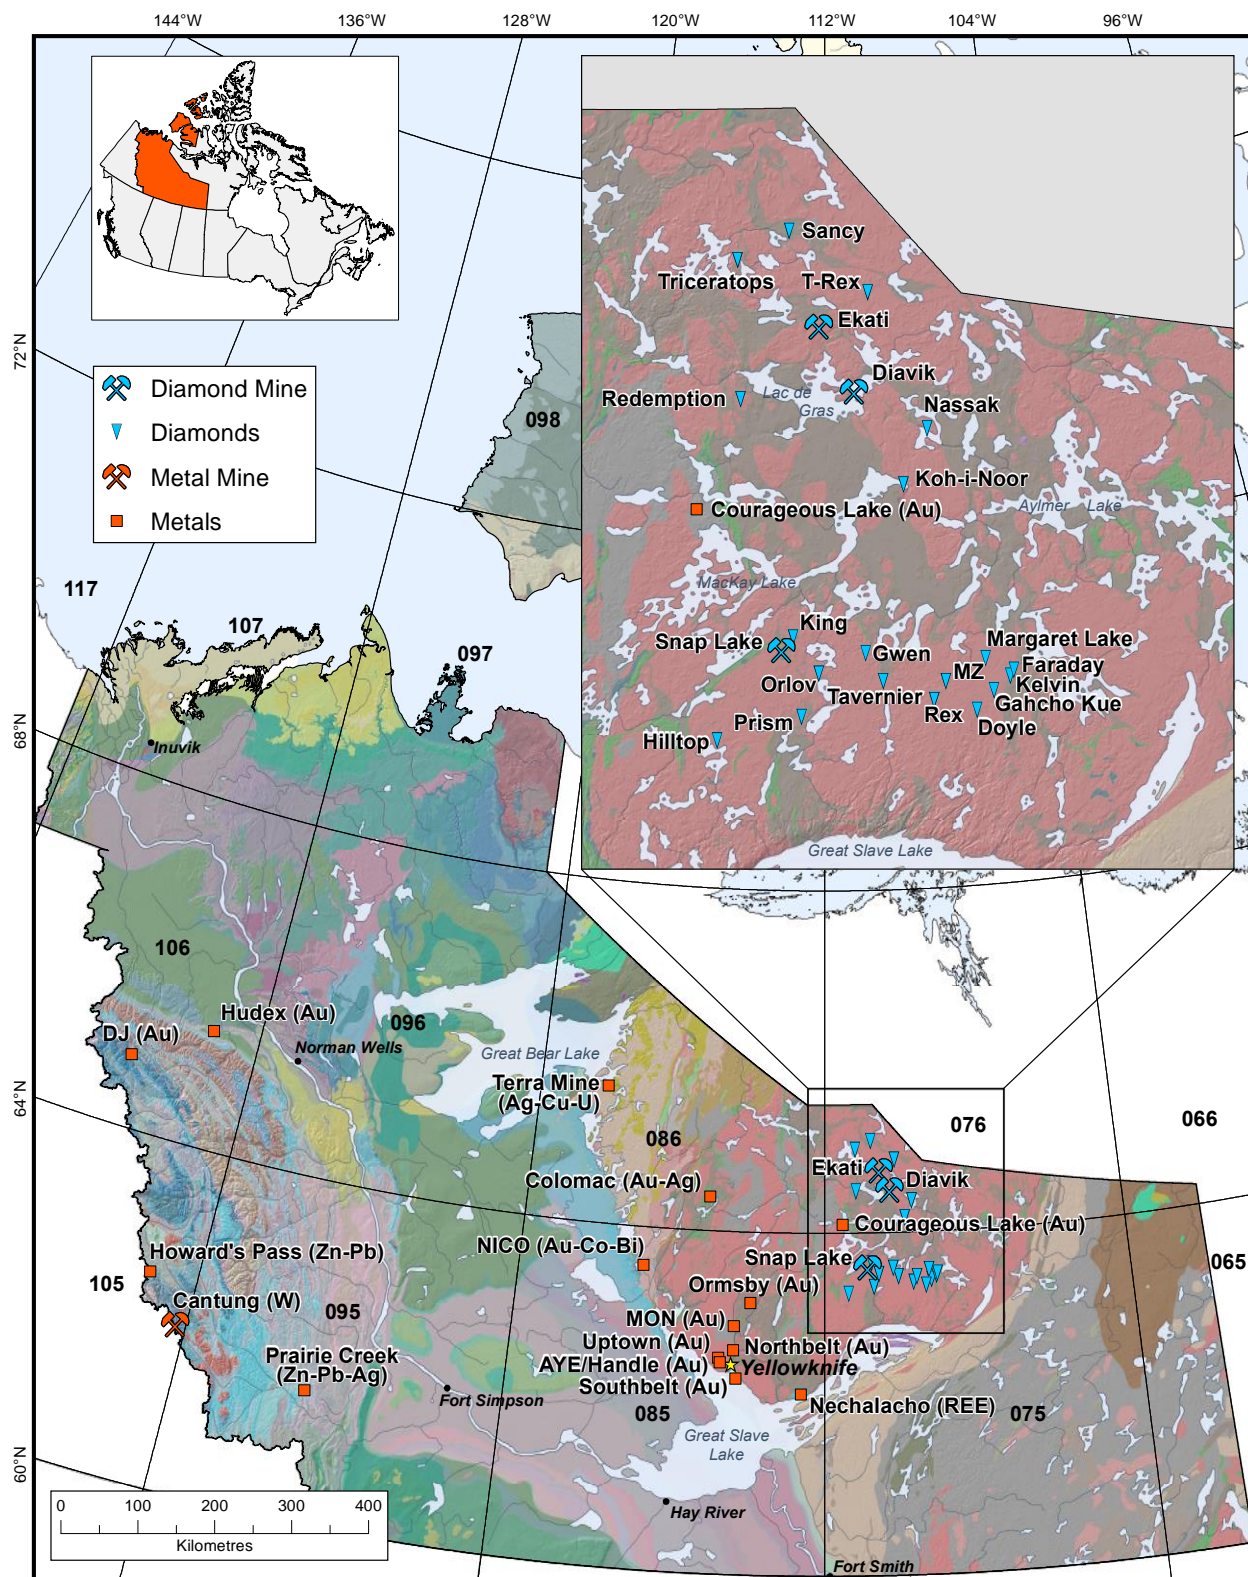 144°W
136°W
128°W
120°W
112°W
104°W
96°W
72°N
68°N
64°N
60°N
Diamond Mine
Diamonds
Metal Mine
Metals
Sancy
Triceratops
T-Rex
Ekati
Diavik
Redemption
Lac de
Gras
Nassak
Koh-i-Noor
Courageous Lake (Au)
Aylmer Lake
MacKay Lake
King
Snap Lake
Margaret Lake
Gwen
Faraday
MZ
Kelvin
Orlov
Tavernier
Gahcho Kue
Rex
Prism
Doyle
Hilltop
Great Slave Lake
098
117
107
097
Inuvik
106
Hudex (Au)
DJ (Au)
096
Norman Wells
Great Bear Lake
Terra Mine
(Ag-Cu-U)
086
076
066
Ekati
Diavik
Colomac (Au-Ag)
Courageous Lake (Au)
NICO (Au-Co-Bi)
Snap Lake
Howard's Pass (Zn-Pb)
105
065
Ormsby (Au)
Cantung (W)
095
MON (Au)
Uptown (Au)
Northbelt (Au)
Prairie Creek
(Zn-Pb-Ag)
AYE/Handle (Au)
Yellowknife
Southbelt (Au)
Fort Simpson
Nechalacho (REE)
085
075
Great Slave
Lake
Hay River
Fort Smith
0 100 200 300 400
Kilometres